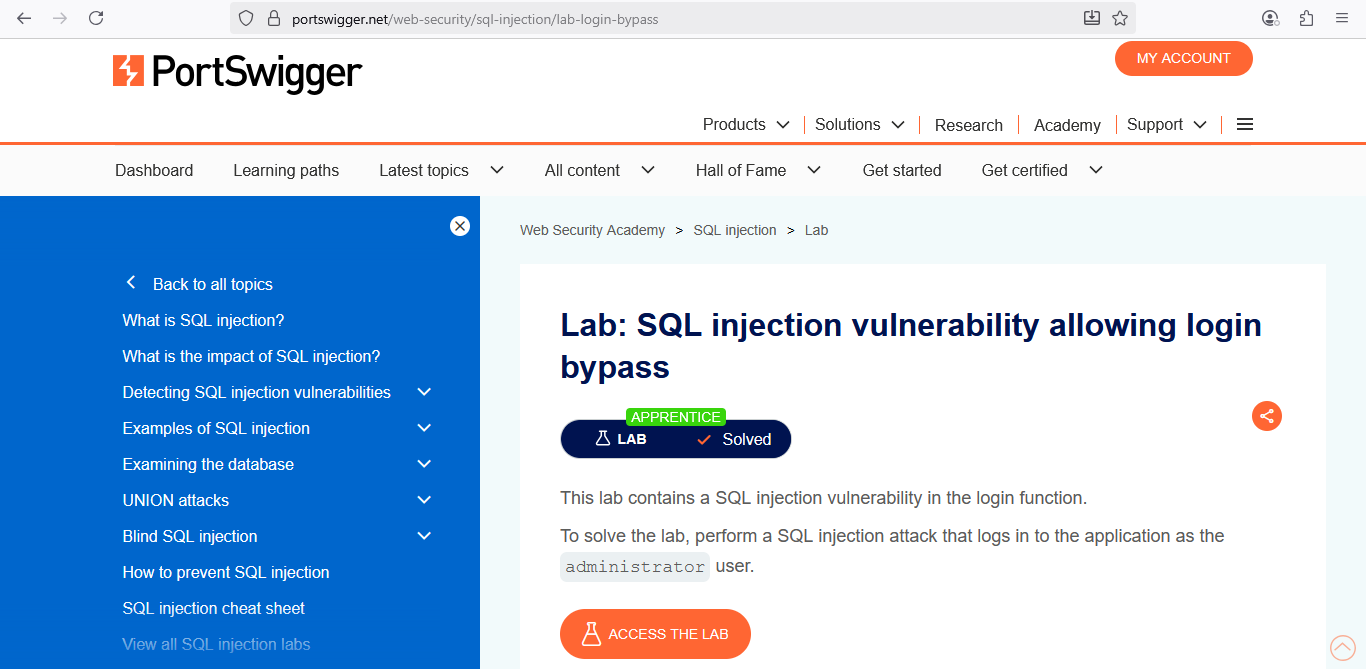 portswigger.net/web-security/sql-injection/lab-login-bypass
PortSwigger
MY ACCOUNT
Products
Solutions
Research
Academy
Support
Dashboard
Learning paths
Latest topics
All content
Hall of Fame
Get started
Get certified
Back to all topics
What is SQL injection?
What is the impact of SQL injection?
Detecting SQL injection vulnerabilities
Examples of SQL injection
Examining the database
UNION attacks
Blind SQL injection
How to prevent SQL injection
SQL injection cheat sheet
View all SQL injection labs
Web Security Academy > SQL injection > Lab
Lab: SQL injection vulnerability allowing login
bypass
APPRENTICE
LAB Solved
This lab contains a SQL injection vulnerability in the login function.
To solve the lab, perform a SQL injection attack that logs in to the application as the
administrator user.
ACCESS THE LAB